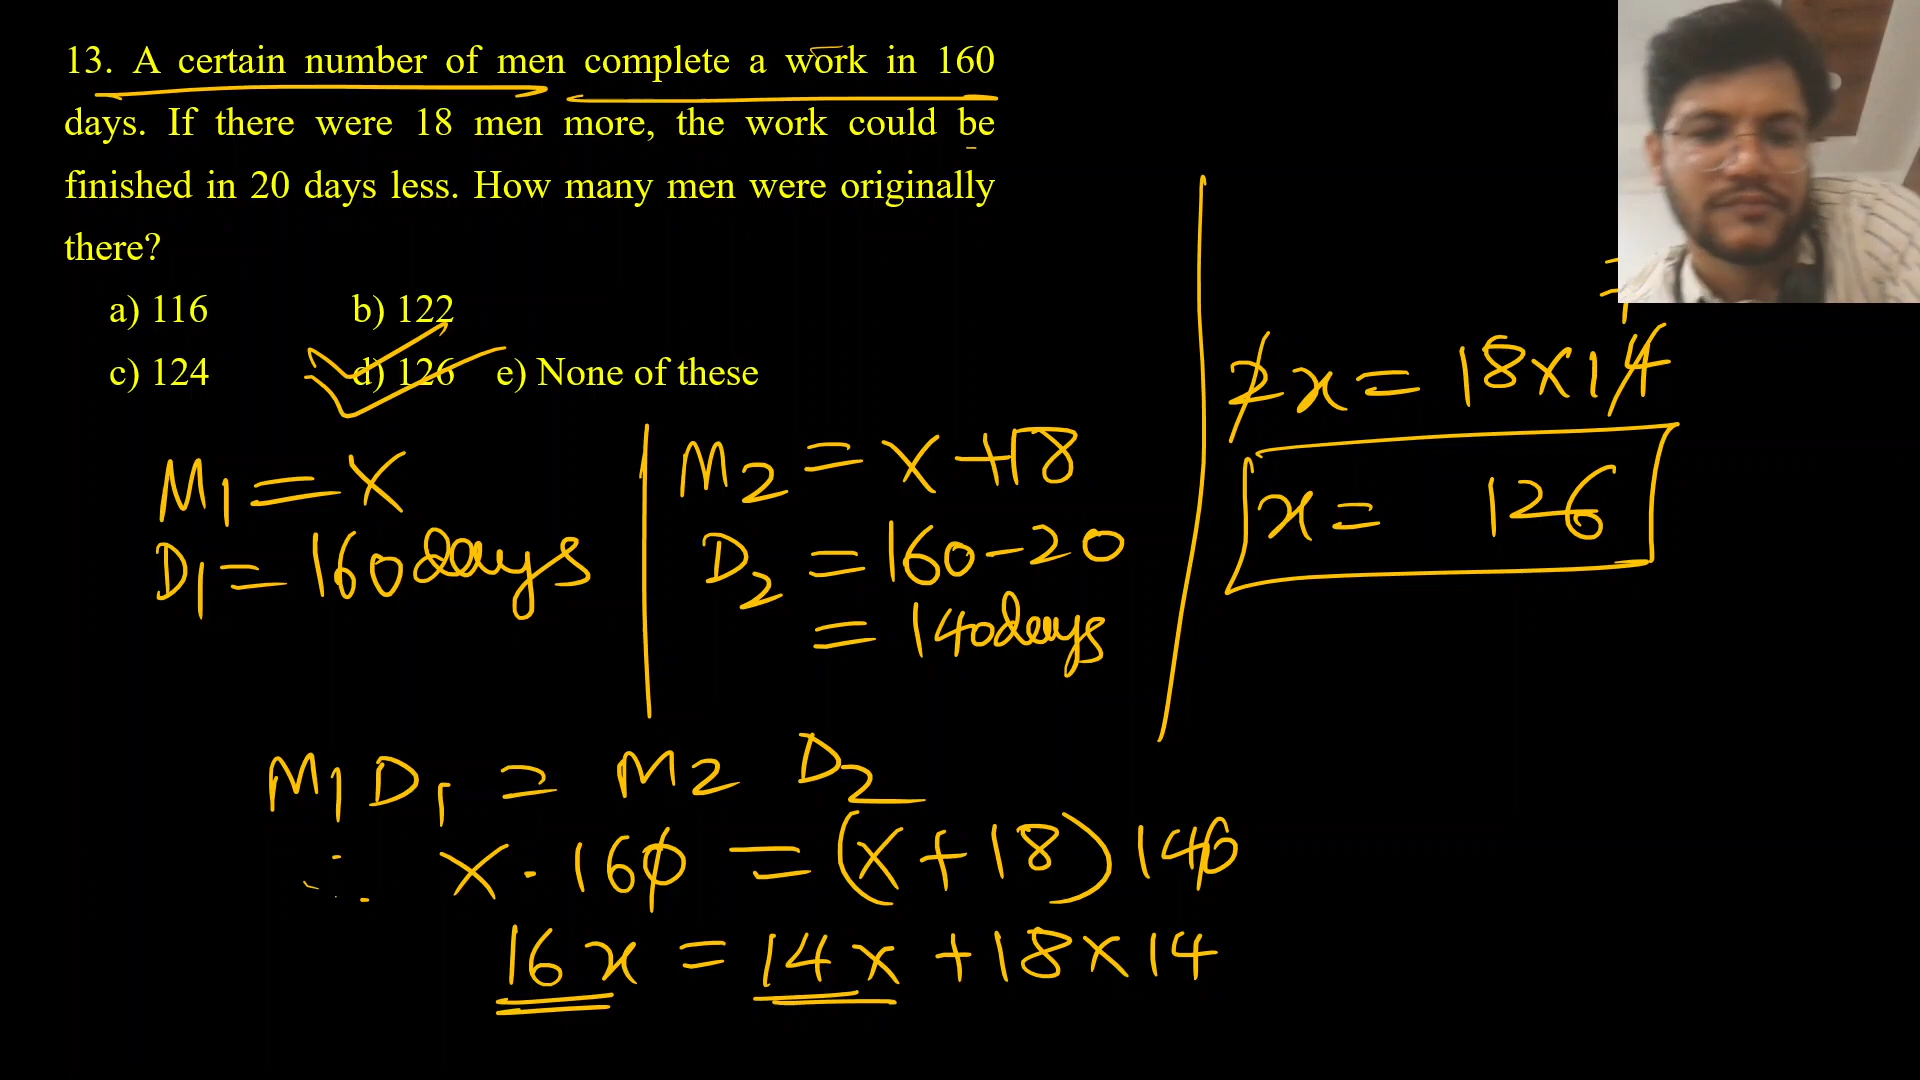 13. A certain number of men complete a work in 160
days. If there were 18 men more, the work could be
finished in 20 days less. How many men were originally
there?
a) 116 b) 122
c) 124 d) 126 e) None of these
M1 = x
D1 = 160 days
M2 = x + 18
D2 = 160 - 20
= 140 days
M1 D1 = M2 D2
∴ x · 160 = (x + 18) 140
16x = 14x + 18 × 14
2x = 18 × 14
x = 126